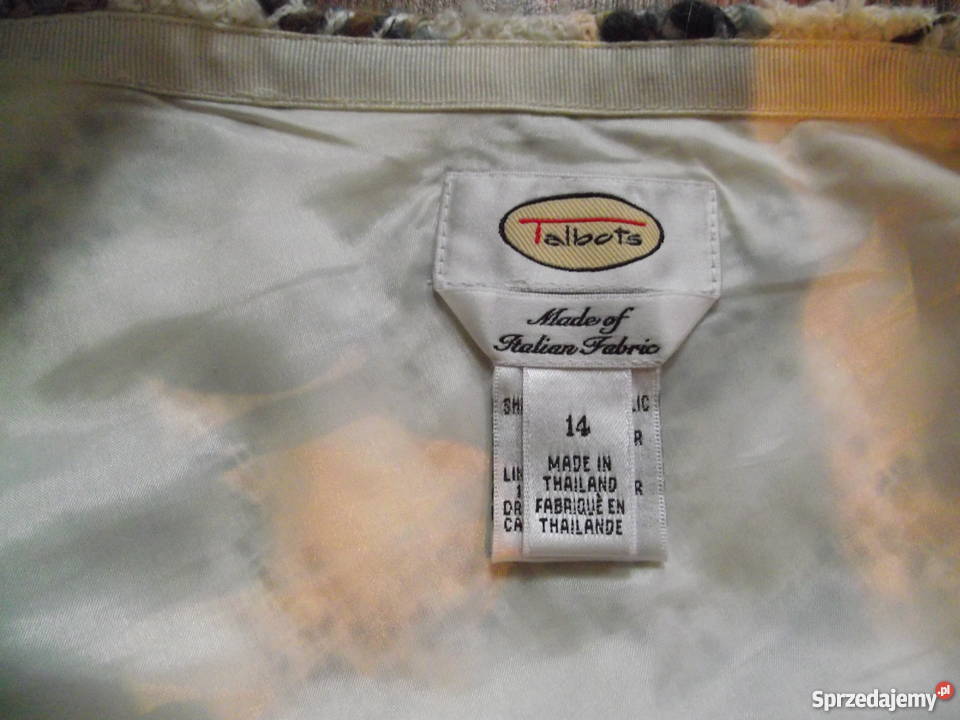 Talbots
Made of
Italian Fabric
14
MADE IN
THAILAND
FABRIQUÈ EN
THAILANDE
Sprzedajemy.pl